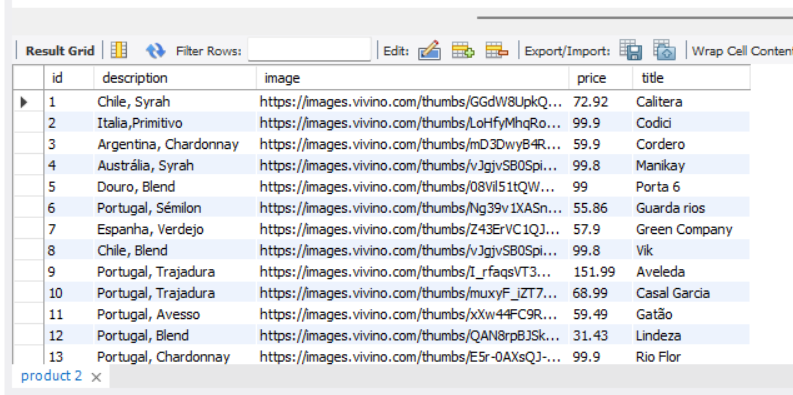 Result Grid Filter Rows: Edit: Export/Import: Wrap Cell Content
id description image price title
1 Chile, Syrah https://images.vivino.com/thumbs/GGdW8UpkQ... 72.92 Calitera
2 Italia,Primitivo https://images.vivino.com/thumbs/LoHfyMhqRo... 99.9 Codici
3 Argentina, Chardonnay https://images.vivino.com/thumbs/mD3DwyB4R... 59.9 Cordero
4 Austrália, Syrah https://images.vivino.com/thumbs/vJgjvSB0Spi... 99.8 Manikay
5 Douro, Blend https://images.vivino.com/thumbs/08Vil51tQW... 99 Porta 6
6 Portugal, Sémilon https://images.vivino.com/thumbs/Ng39v1XASn... 55.86 Guarda rios
7 Espanha, Verdejo https://images.vivino.com/thumbs/Z43ErVC1QJ... 57.9 Green Company
8 Chile, Blend https://images.vivino.com/thumbs/vJgjvSB0Spi... 99.8 Vik
9 Portugal, Trajadura https://images.vivino.com/thumbs/I_rfaqsVT3... 151.99 Aveleda
10 Portugal, Trajadura https://images.vivino.com/thumbs/muxyF_iZT7... 68.99 Casal Garcia
11 Portugal, Avesso https://images.vivino.com/thumbs/xXw44FC9R... 59.49 Gatão
12 Portugal, Blend https://images.vivino.com/thumbs/QAN8rpBJSk... 31.43 Lindeza
13 Portugal, Chardonnay https://images.vivino.com/thumbs/E5r-0AXsQJ-... 99.9 Rio Flor
product 2